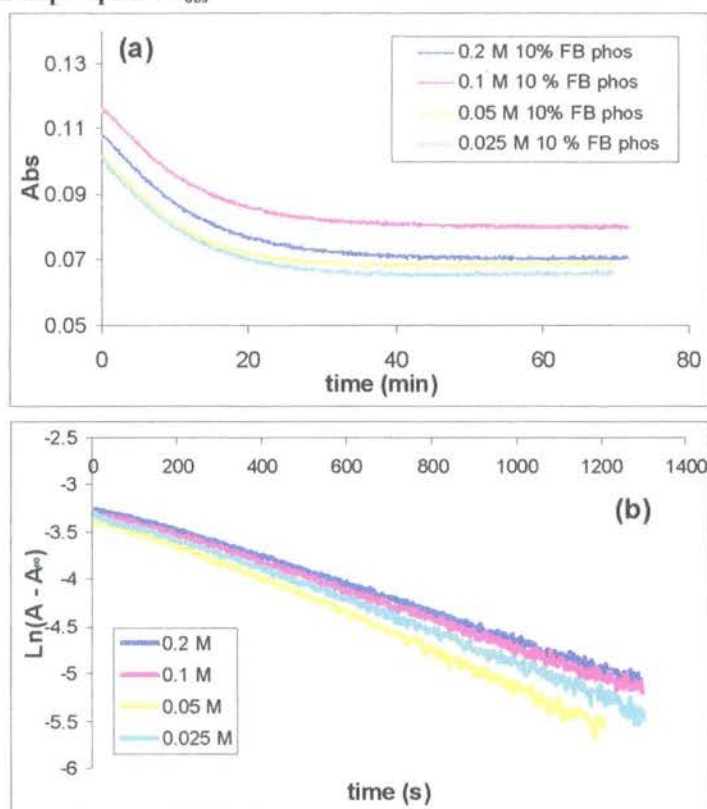 (a)
0.2 M 10% FB phos
0.1 M 10 % FB phos
0.05 M 10% FB phos
0.025 M 10 % FB phos
Abs
0.13
0.11
0.09
0.07
0.05
0 20 40 60 80
time (min)
(b)
Ln(A - A∞)
-2.5
0 200 400 600 800 1000 1200 1400
-3
-3.5
-4
-4.5
-5
-5.5
-6
0.2 M
0.1 M
0.05 M
0.025 M
time (s)